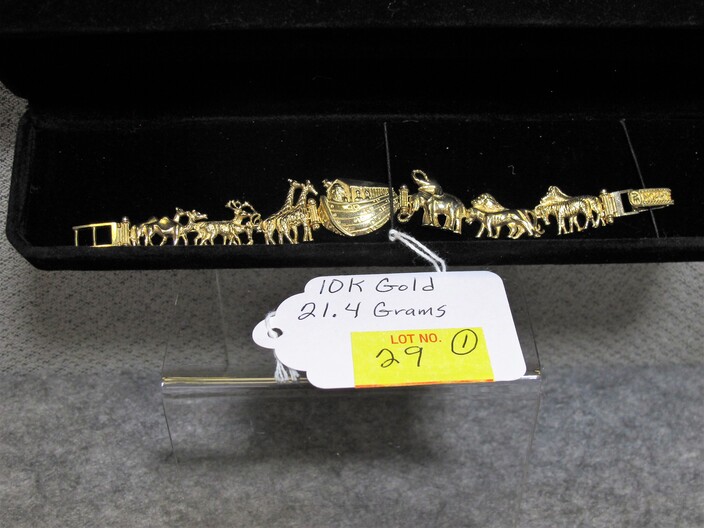 10K Gold
21.4 Grams
LOT NO.
29 1